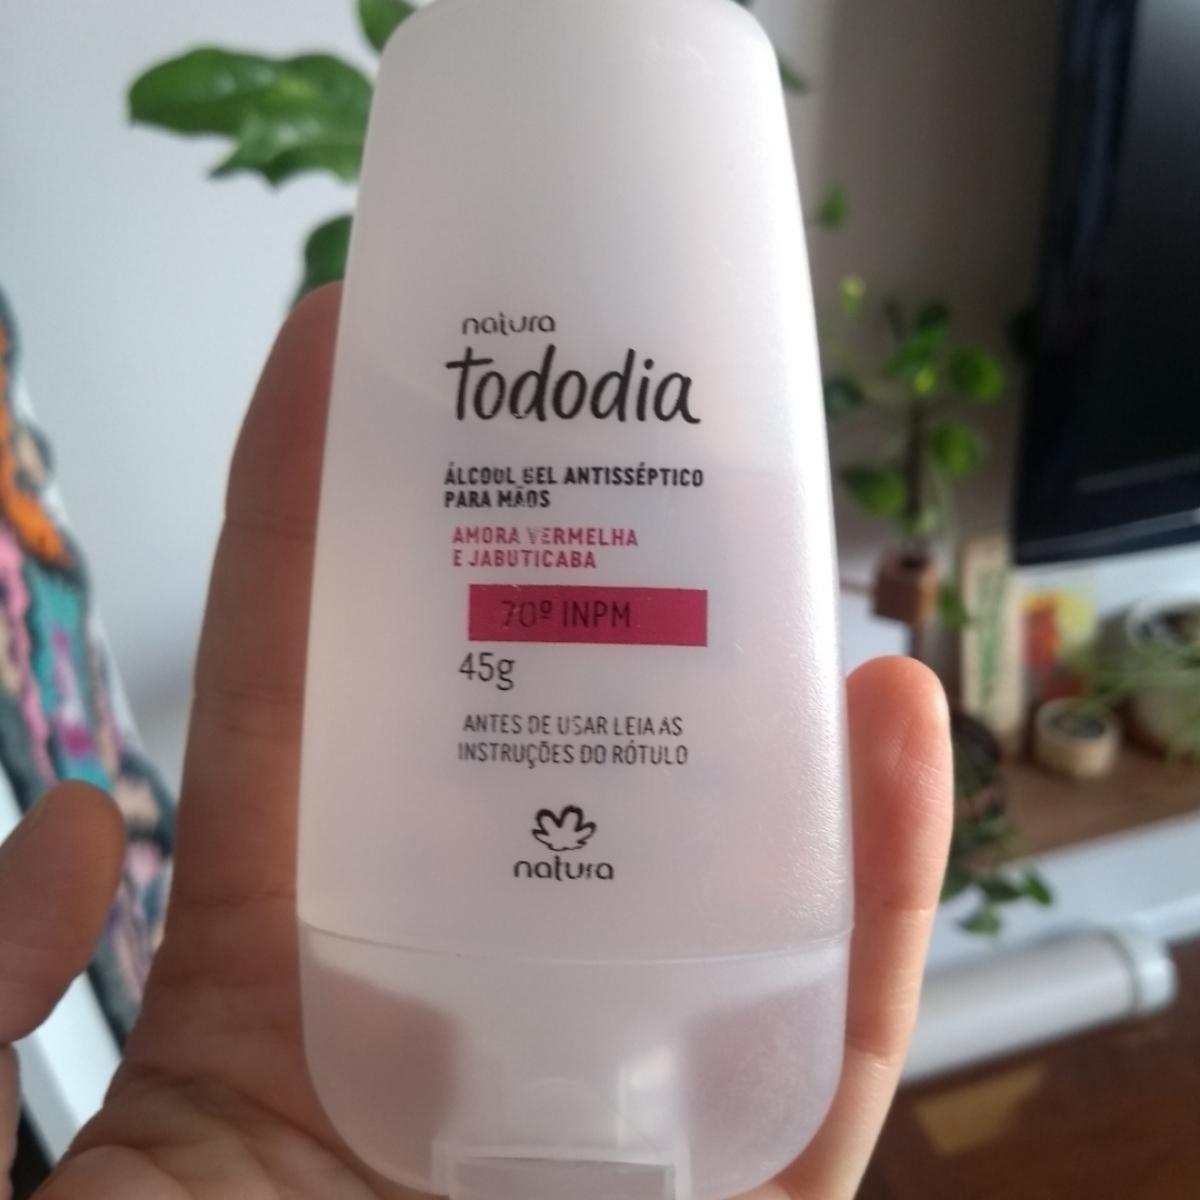 natura
Tododia
ÁLCOOL GEL ANTISSÉPTICO
PARA MÃOS
AMORA VERMELHA
E JABUTICABA
70º INPM
45g
ANTES DE USAR LEIA AS
INSTRUÇÕES DO RÓTULO
natura